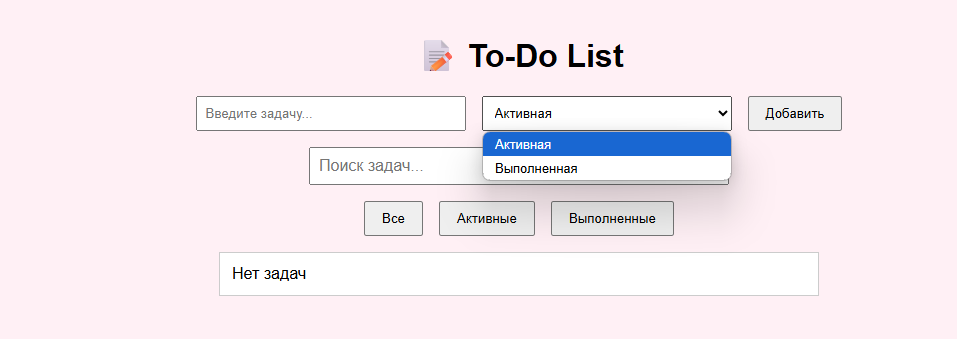 To-Do List
Введите задачу... Активная Добавить
Активная
Выполненная
Поиск задач...
Все Активные Выполненные
Нет задач